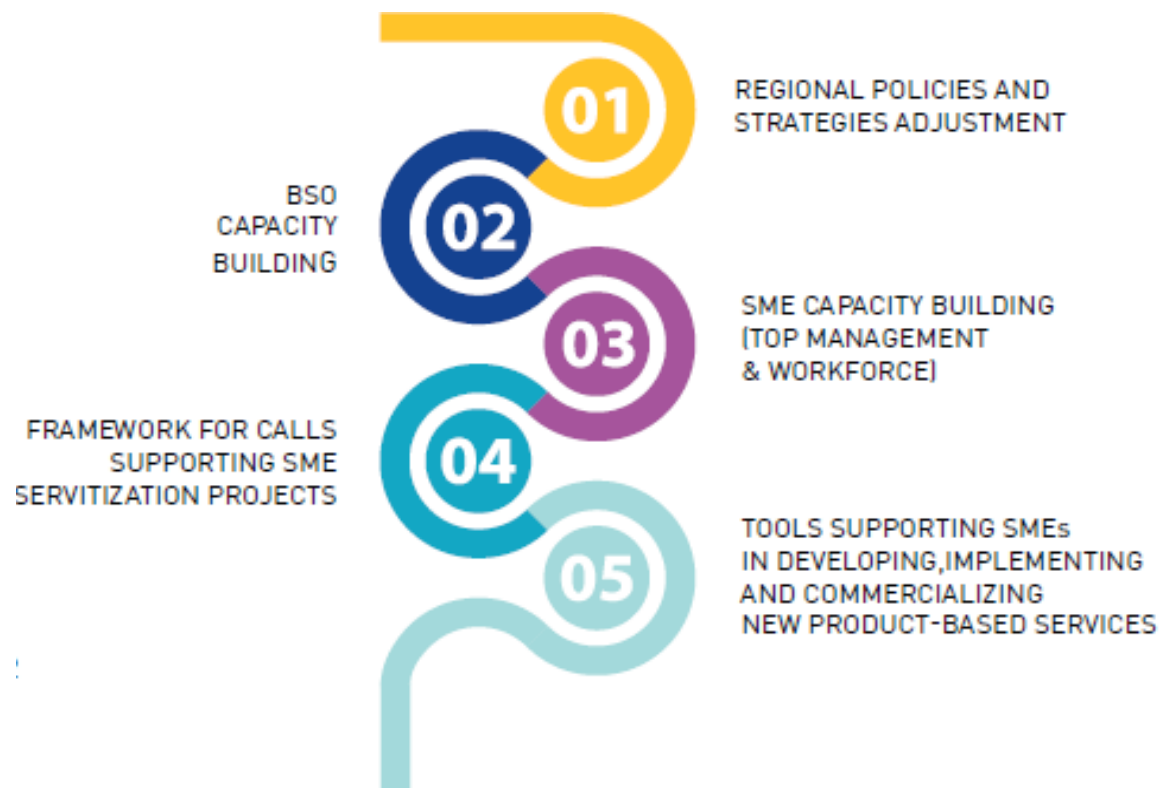 01
REGIONAL POLICIES AND
STRATEGIES ADJUSTMENT
BSO
CAPACITY
BUILDING
02
03
SME CAPACITY BUILDING
(TOP MANAGEMENT
& WORKFORCE)
FRAMEWORK FOR CALLS
SUPPORTING SME
SERVITIZATION PROJECTS
04
05
TOOLS SUPPORTING SMEs
IN DEVELOPING,IMPLEMENTING
AND COMMERCIALIZING
NEW PRODUCT-BASED SERVICES